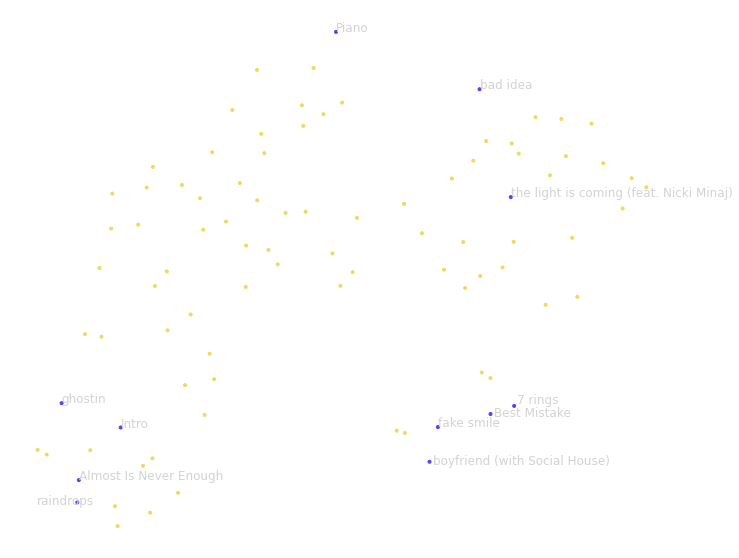 Piano
bad idea
the light is coming (feat. Nicki Minaj)
ghostin
7 rings
Best Mistake
Intro
fake smile
boyfriend (with Social House)
Almost Is Never Enough
raindrops